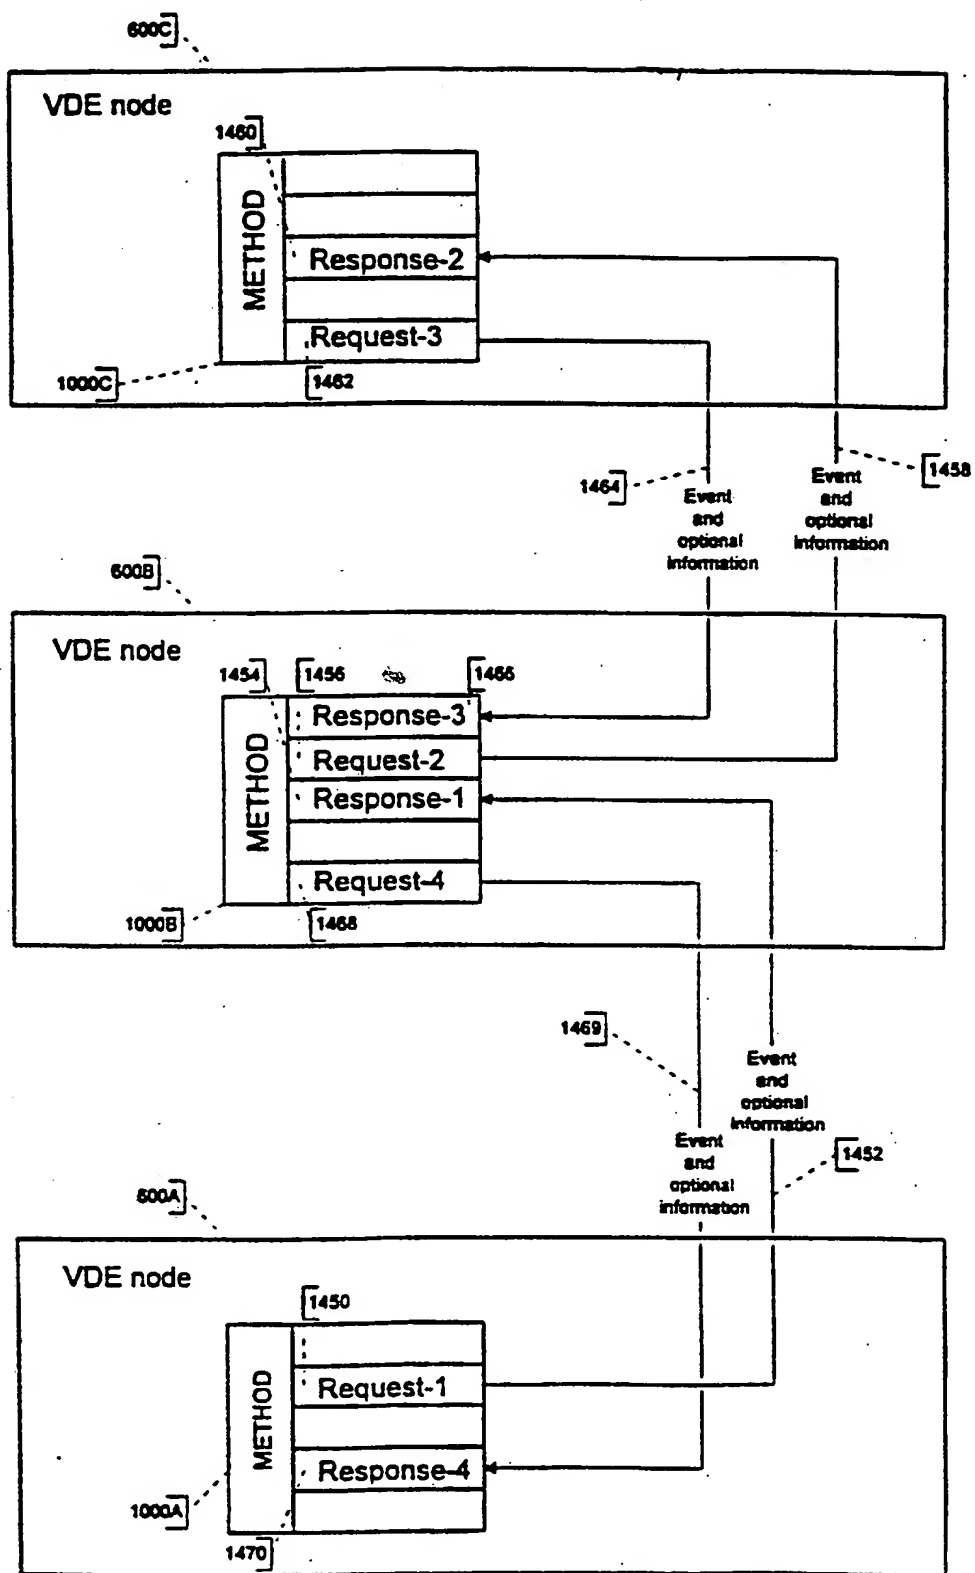 600C
VDE node
1460
METHOD
Response-2
Request-3
1000C
1462
1464
1458
Event
and
optional
information
Event
and
optional
information
600B
VDE node
1454
1456
1466
METHOD
Response-3
Request-2
Response-1
Request-4
1000B
1468
1469
Event
and
optional
information
Event
and
optional
information
1452
600A
VDE node
1450
METHOD
Request-1
Response-4
1000A
1470